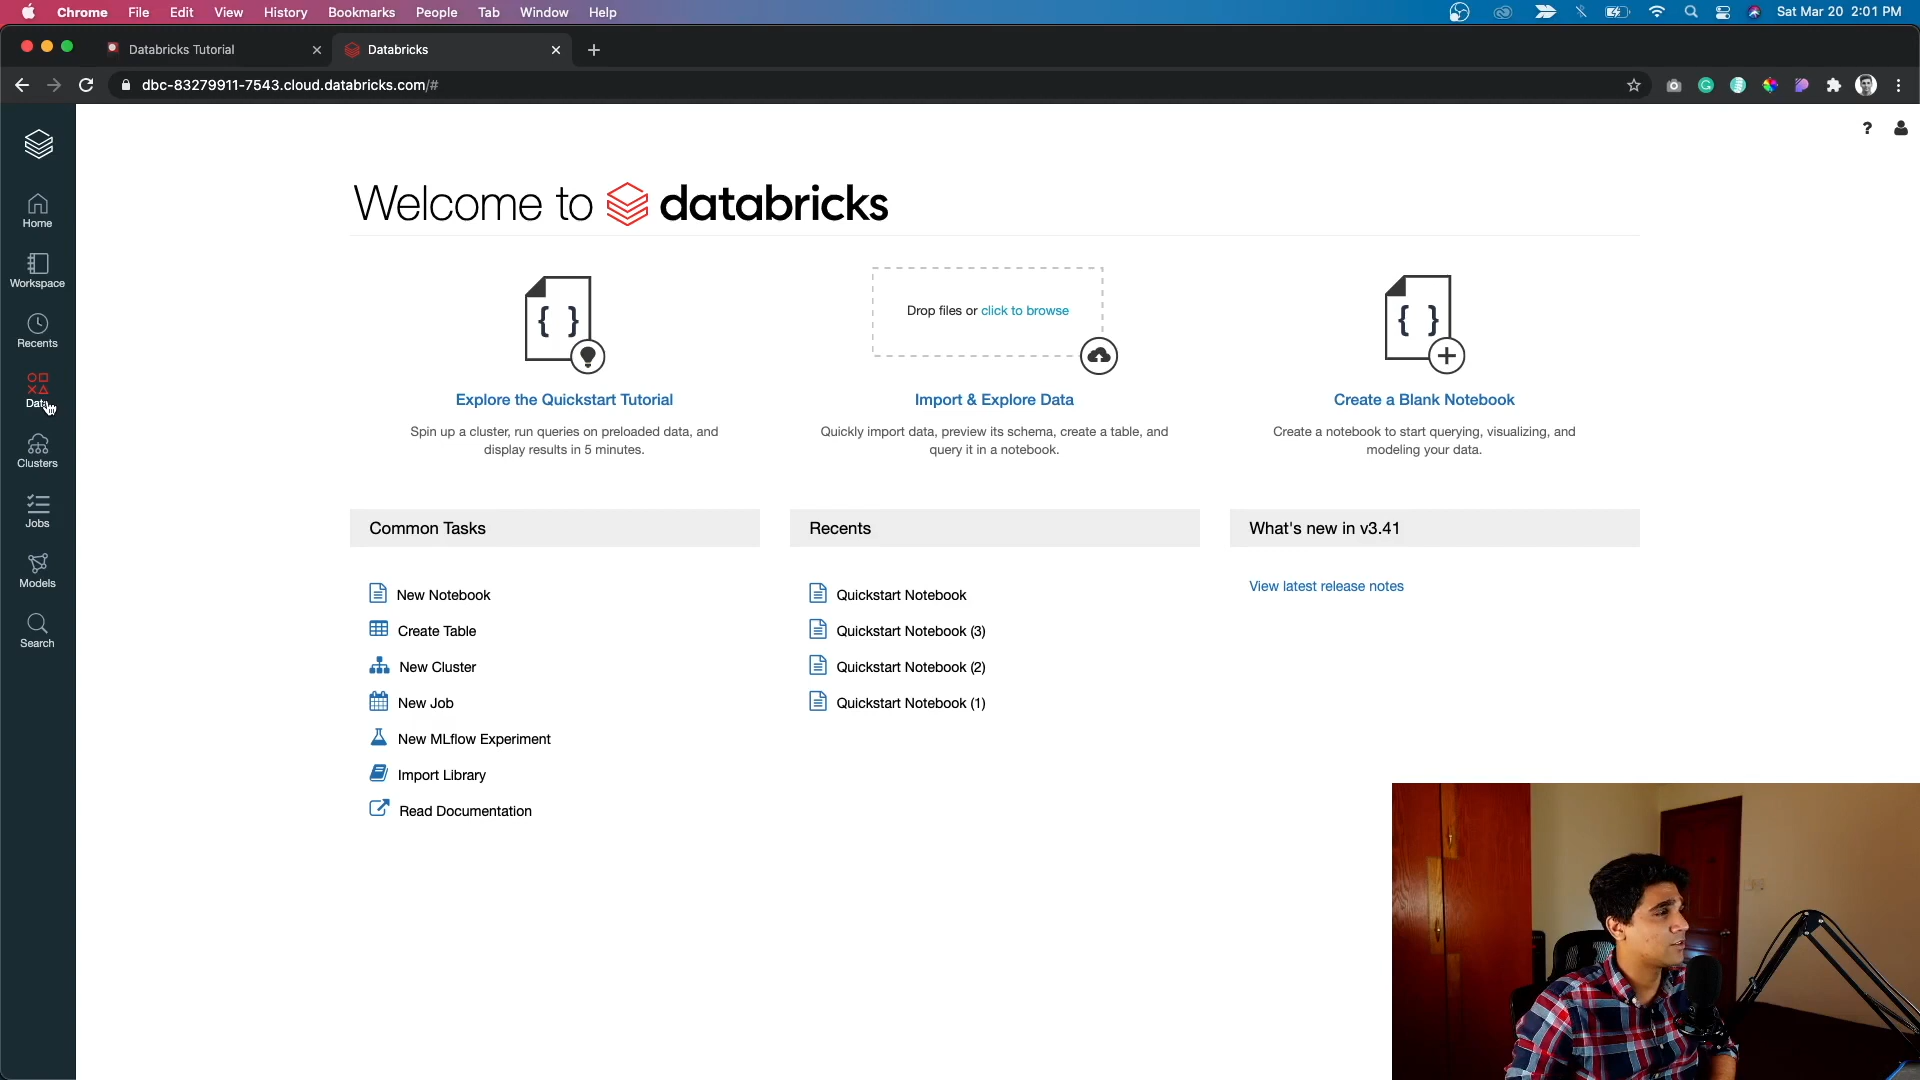 Chrome File Edit View History Bookmarks People Tab Window Help Sat Mar 20 2:01 PM
Databricks Tutorial Databricks
dbc-83279911-7543.cloud.databricks.com/#
Home
Workspace
Recents
Data
Clusters
Jobs
Models
Search
?
Welcome to databricks
{ }
Explore the Quickstart Tutorial
Spin up a cluster, run queries on preloaded data, and
display results in 5 minutes.
Drop files or click to browse
Import & Explore Data
Quickly import data, preview its schema, create a table, and
query it in a notebook.
{ }
Create a Blank Notebook
Create a notebook to start querying, visualizing, and
modeling your data.
Common Tasks
New Notebook
Create Table
New Cluster
New Job
New MLflow Experiment
Import Library
Read Documentation
Recents
Quickstart Notebook
Quickstart Notebook (3)
Quickstart Notebook (2)
Quickstart Notebook (1)
What's new in v3.41
View latest release notes